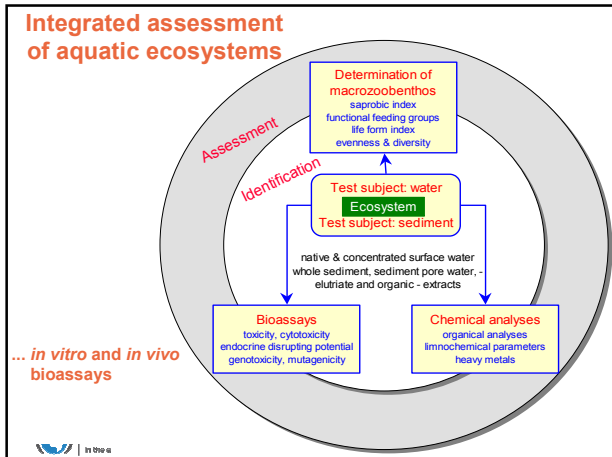 Integrated assessment
of aquatic ecosystems
Determination of
macrozoobenthos
saprobic index
functional feeding groups
life form index
evenness & diversity
Assessment
Identification
Test subject: water
Ecosystem
Test subject: sediment
native & concentrated surface water
whole sediment, sediment pore water, -
elutriate and organic - extracts
Bioassays
toxicity, cytotoxicity
endocrine disrupting potential
genotoxicity, mutagenicity
Chemical analyses
organical analyses
limnochemical parameters
heavy metals
... in vitro and in vivo
bioassays